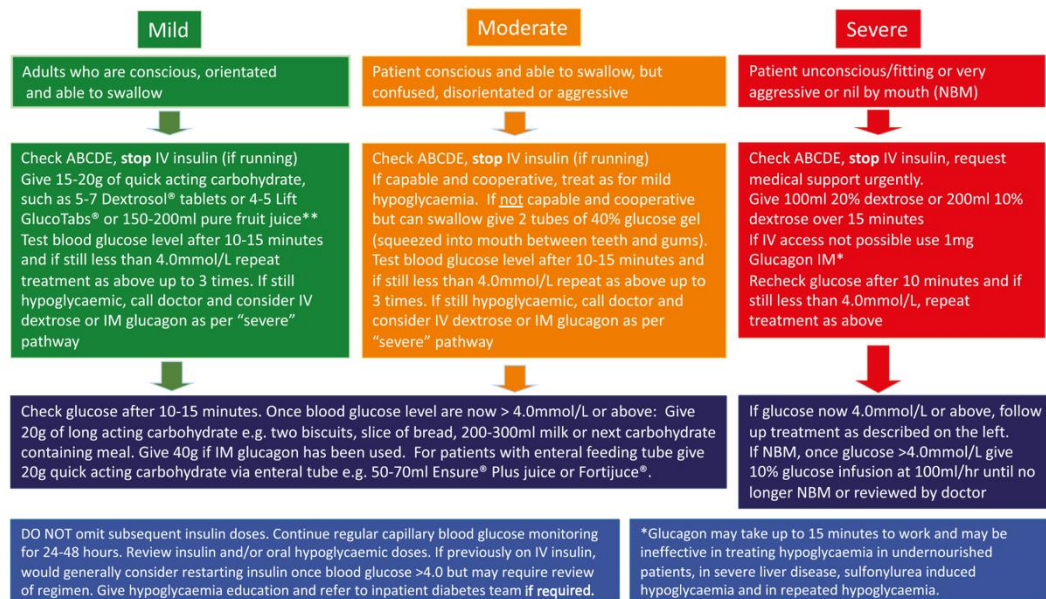 Mild
Adults who are conscious, orientated
and able to swallow
Check ABCDE, stop IV insulin (if running)
Give 15-20g of quick acting carbohydrate,
such as 5-7 Dextrosol® tablets or 4-5 Lift
GlucoTabs® or 150-200ml pure fruit juice**
Test blood glucose level after 10-15 minutes
and if still less than 4.0mmol/L repeat
treatment as above up to 3 times. If still
hypoglycaemic, call doctor and consider IV
dextrose or IM glucagon as per “severe”
pathway
Moderate
Patient conscious and able to swallow, but
confused, disorientated or aggressive
Check ABCDE, stop IV insulin (if running)
If capable and cooperative, treat as for mild
hypoglycaemia. If not capable and cooperative
but can swallow give 2 tubes of 40% glucose gel
(squeezed into mouth between teeth and gums).
Test blood glucose level after 10-15 minutes and
if still less than 4.0mmol/L repeat as above up to
3 times. If still hypoglycaemic, call doctor and
consider IV dextrose or IM glucagon as per
“severe” pathway
Severe
Patient unconscious/fitting or very
aggressive or nil by mouth (NBM)
Check ABCDE, stop IV insulin, request
medical support urgently.
Give 100ml 20% dextrose or 200ml 10%
dextrose over 15 minutes
If IV access not possible use 1mg
Glucagon IM*
Recheck glucose after 10 minutes and if
still less than 4.0mmol/L, repeat
treatment as above
Check glucose after 10-15 minutes. Once blood glucose level are now > 4.0mmol/L or above: Give
20g of long acting carbohydrate e.g. two biscuits, slice of bread, 200-300ml milk or next carbohydrate
containing meal. Give 40g if IM glucagon has been used. For patients with enteral feeding tube give
20g quick acting carbohydrate via enteral tube e.g. 50-70ml Ensure® Plus juice or Fortijuce®.
If glucose now 4.0mmol/L or above, follow
up treatment as described on the left.
If NBM, once glucose >4.0mmol/L give
10% glucose infusion at 100ml/hr until no
longer NBM or reviewed by doctor
DO NOT omit subsequent insulin doses. Continue regular capillary blood glucose monitoring
for 24-48 hours. Review insulin and/or oral hypoglycaemic doses. If previously on IV insulin,
would generally consider restarting insulin once blood glucose >4.0 but may require review
of regimen. Give hypoglycaemia education and refer to inpatient diabetes team if required.
*Glucagon may take up to 15 minutes to work and may be
ineffective in treating hypoglycaemia in undernourished
patients, in severe liver disease, sulfonylurea induced
hypoglycaemia and in repeated hypoglycaemia.